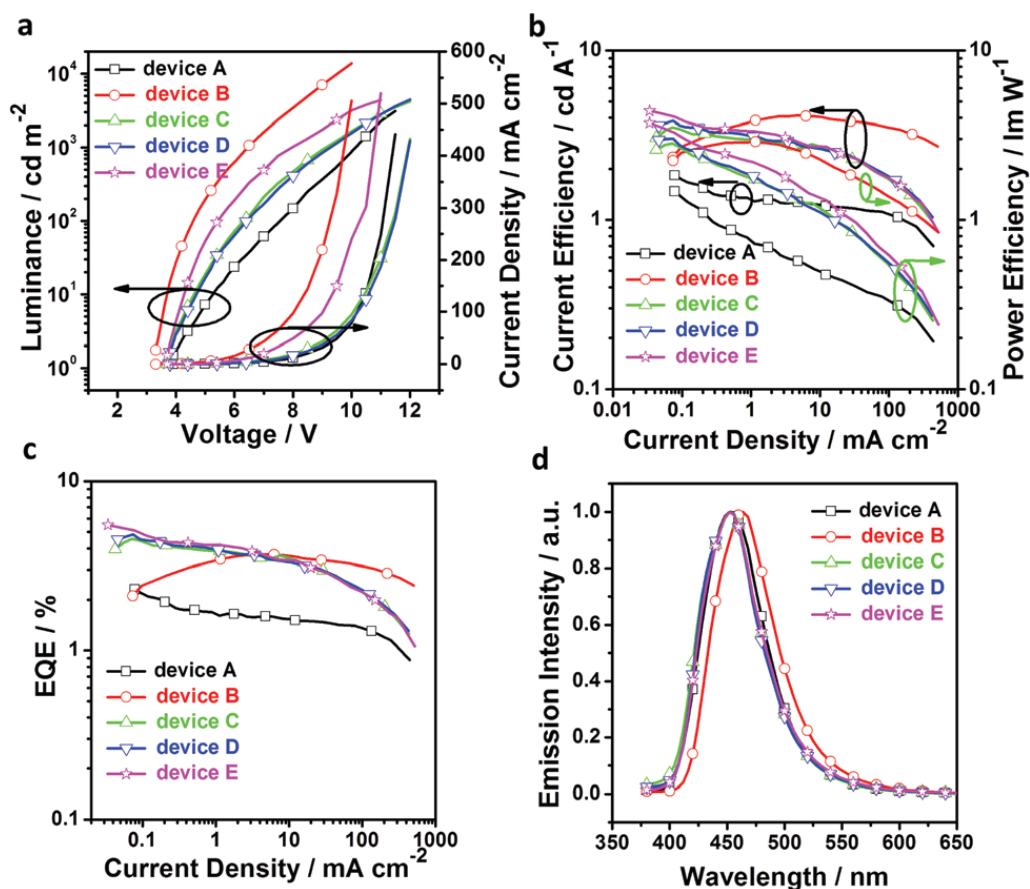 a
Luminance / cd m-2
10^4
10^3
10^2
10^1
10^0
device A
device B
device C
device D
device E
600
500
400
300
200
100
0
Current Density / mA cm-2
2 4 6 8 10 12
Voltage / V
b
Current Efficiency / cd A-1
10
1
0.1
device A
device B
device C
device D
device E
10
1
0.1
Power Efficiency / lm W-1
0.01 0.1 1 10 100 1000
Current Density / mA cm-2
c
EQE / %
10
1
0.1
device A
device B
device C
device D
device E
0.1 1 10 100
Current Density / mA cm-2
d
Emission Intensity / a.u.
1.0
0.8
0.6
0.4
0.2
0.0
device A
device B
device C
device D
device E
350 400 450 500 550 600 650
Wavelength / nm